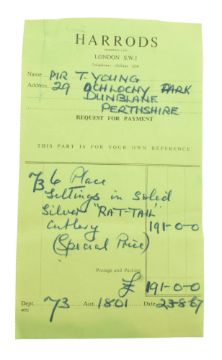 HARRODS
LONDON S.W.1
Name MR T. YOUNG
Address 29 OCHLOCHY PARK
DUNBLANE
PERTHSHIRE
REQUEST FOR PAYMENT
THIS PART IS FOR YOUR OWN REFERENCE
73 6 Place
Settings in solid
Silver "RAT-TAIL"
Cutlery 191-0-0
(Special Price)
Postage and Packing
£ 191-0-0
Dept. 73 Acct. 1801 Date 23-8-67